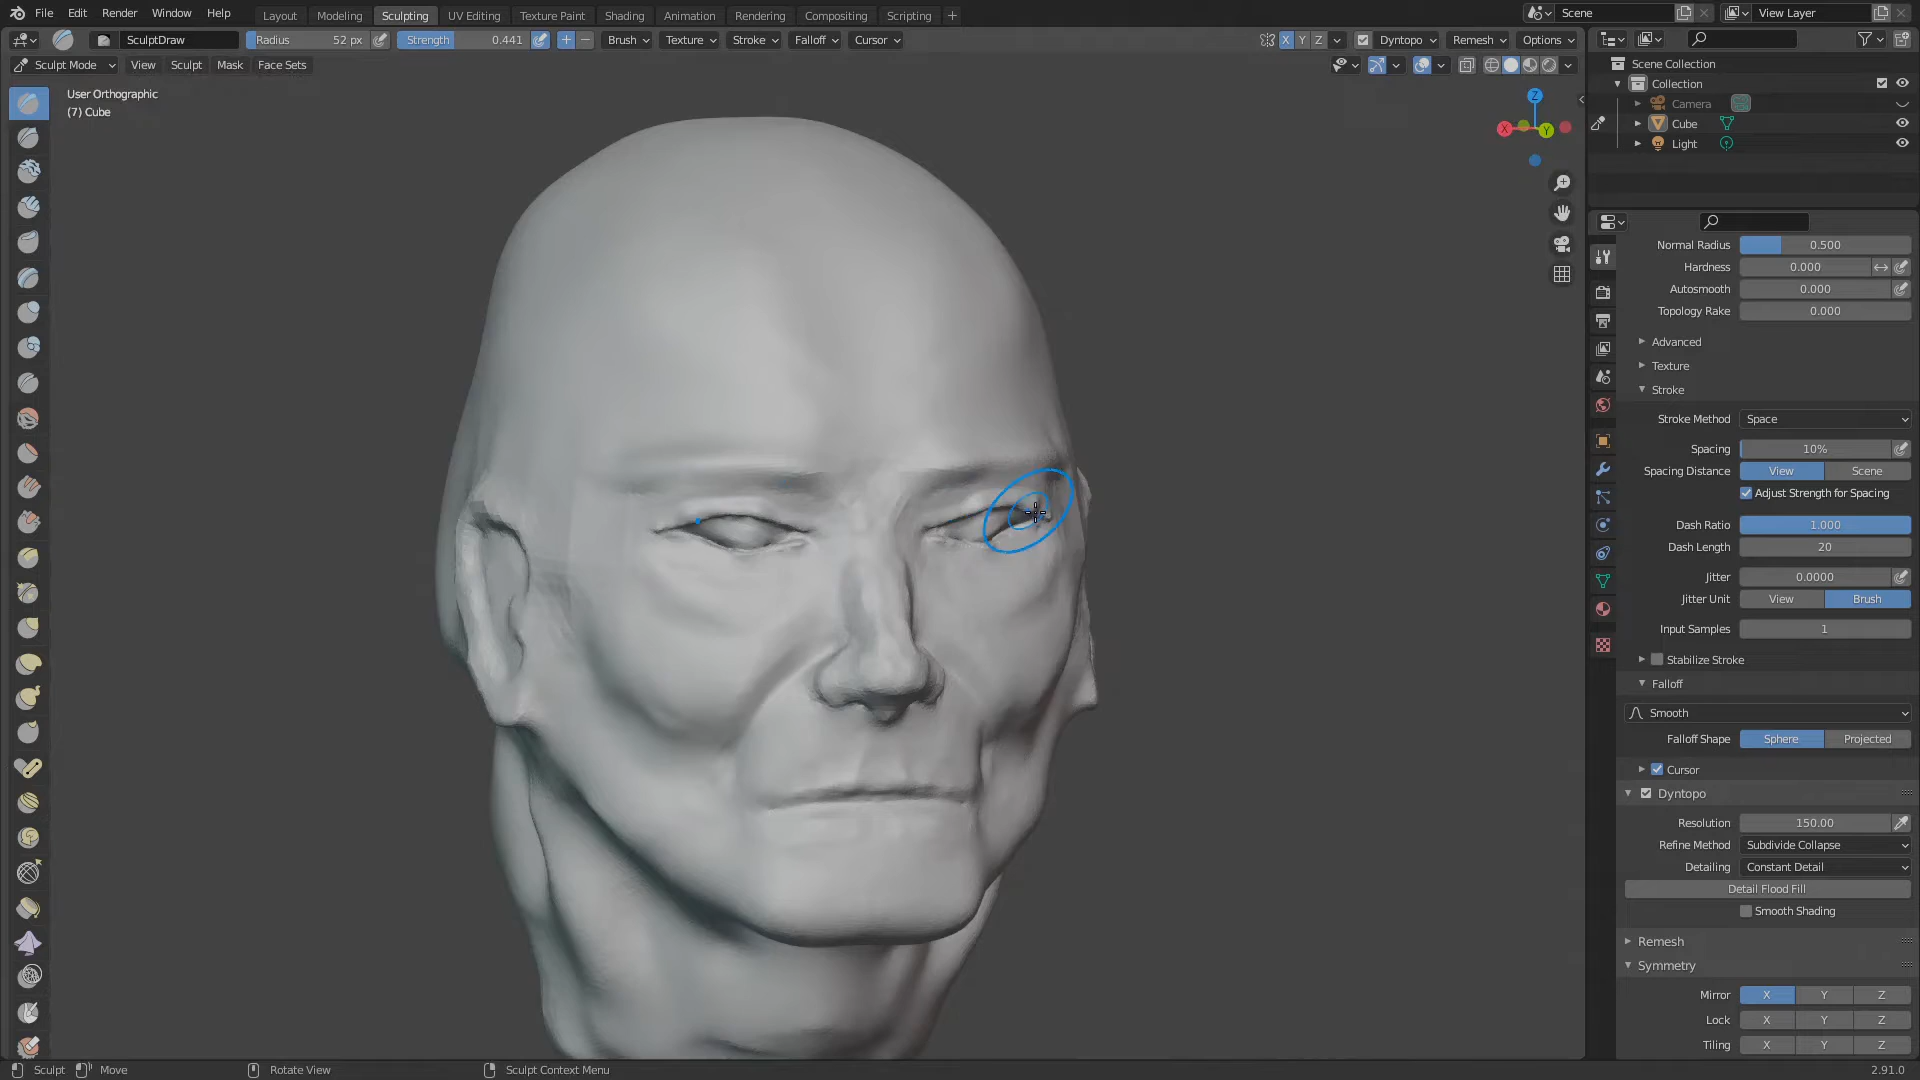 File Edit Render Window Help Layout Modeling Sculpting UV Editing Texture Paint Shading Animation Rendering Compositing Scripting + Scene View Layer
SculptDraw Radius 52 px Strength 0.441 + − Brush Texture Stroke Falloff Cursor X Y Z Dyntopo Remesh Options
Sculpt Mode View Sculpt Mask Face Sets
User Orthographic
(7) Cube
Z
X
Y
Scene Collection
Collection
Camera
Cube
Light
Normal Radius 0.500
Hardness 0.000
Autosmooth 0.000
Topology Rake 0.000
Advanced
Texture
Stroke
Stroke Method Space
Spacing 10%
Spacing Distance View Scene
Adjust Strength for Spacing
Dash Ratio 1.000
Dash Length 20
Jitter 0.0000
Jitter Unit View Brush
Input Samples 1
Stabilize Stroke
Falloff
Smooth
Falloff Shape Sphere Projected
Cursor
Dyntopo
Resolution 150.00
Refine Method Subdivide Collapse
Detailing Constant Detail
Detail Flood Fill
Smooth Shading
Remesh
Symmetry
Mirror X Y Z
Lock X Y Z
Tiling X Y Z
Sculpt Move Rotate View Sculpt Context Menu 2.91.0